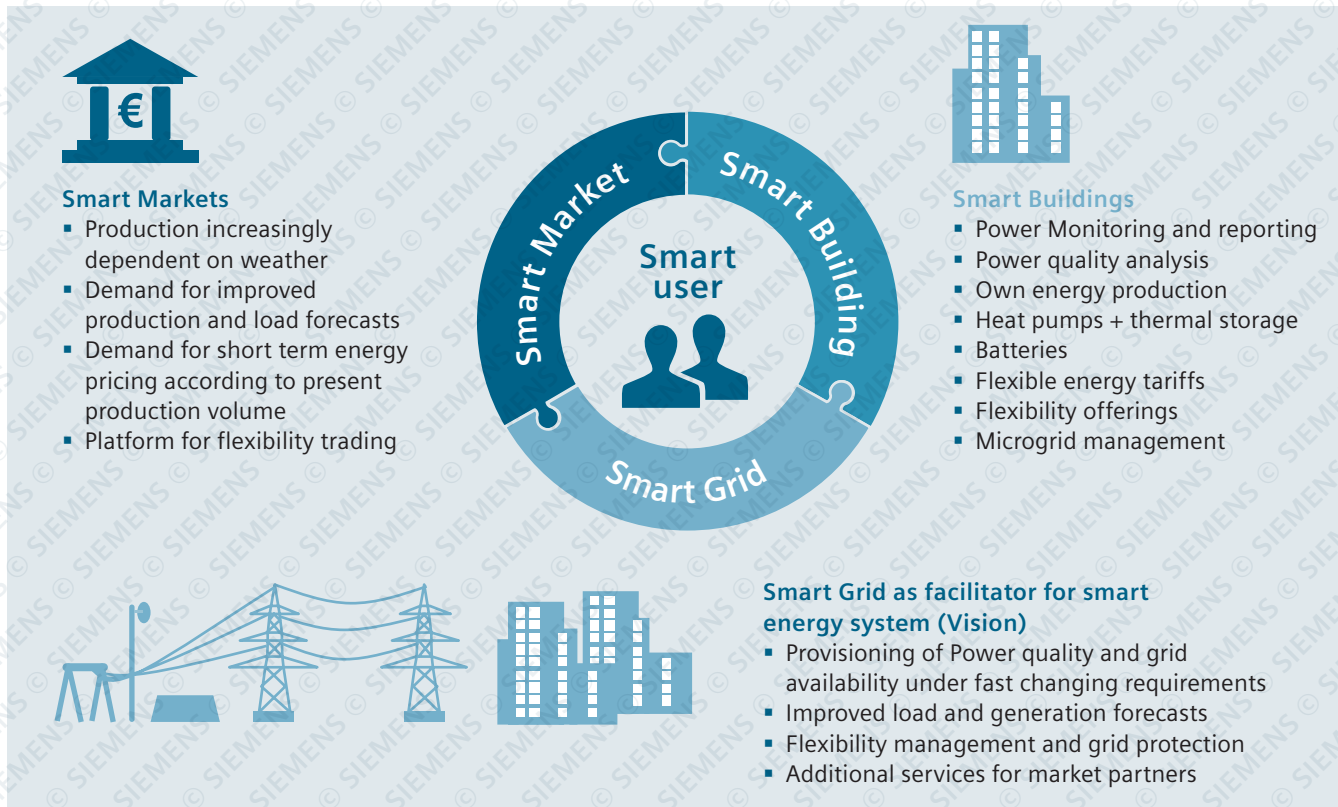 €
Smart Markets
▪ Production increasingly
dependent on weather
▪ Demand for improved
production and load forecasts
▪ Demand for short term energy
pricing according to present
production volume
▪ Platform for flexibility trading
Smart Market
Smart Building
Smart Grid
Smart
user
Smart Buildings
▪ Power Monitoring and reporting
▪ Power quality analysis
▪ Own energy production
▪ Heat pumps + thermal storage
▪ Batteries
▪ Flexible energy tariffs
▪ Flexibility offerings
▪ Microgrid management
Smart Grid as facilitator for smart
energy system (Vision)
▪ Provisioning of Power quality and grid
availability under fast changing requirements
▪ Improved load and generation forecasts
▪ Flexibility management and grid protection
▪ Additional services for market partners
© SIEMENS